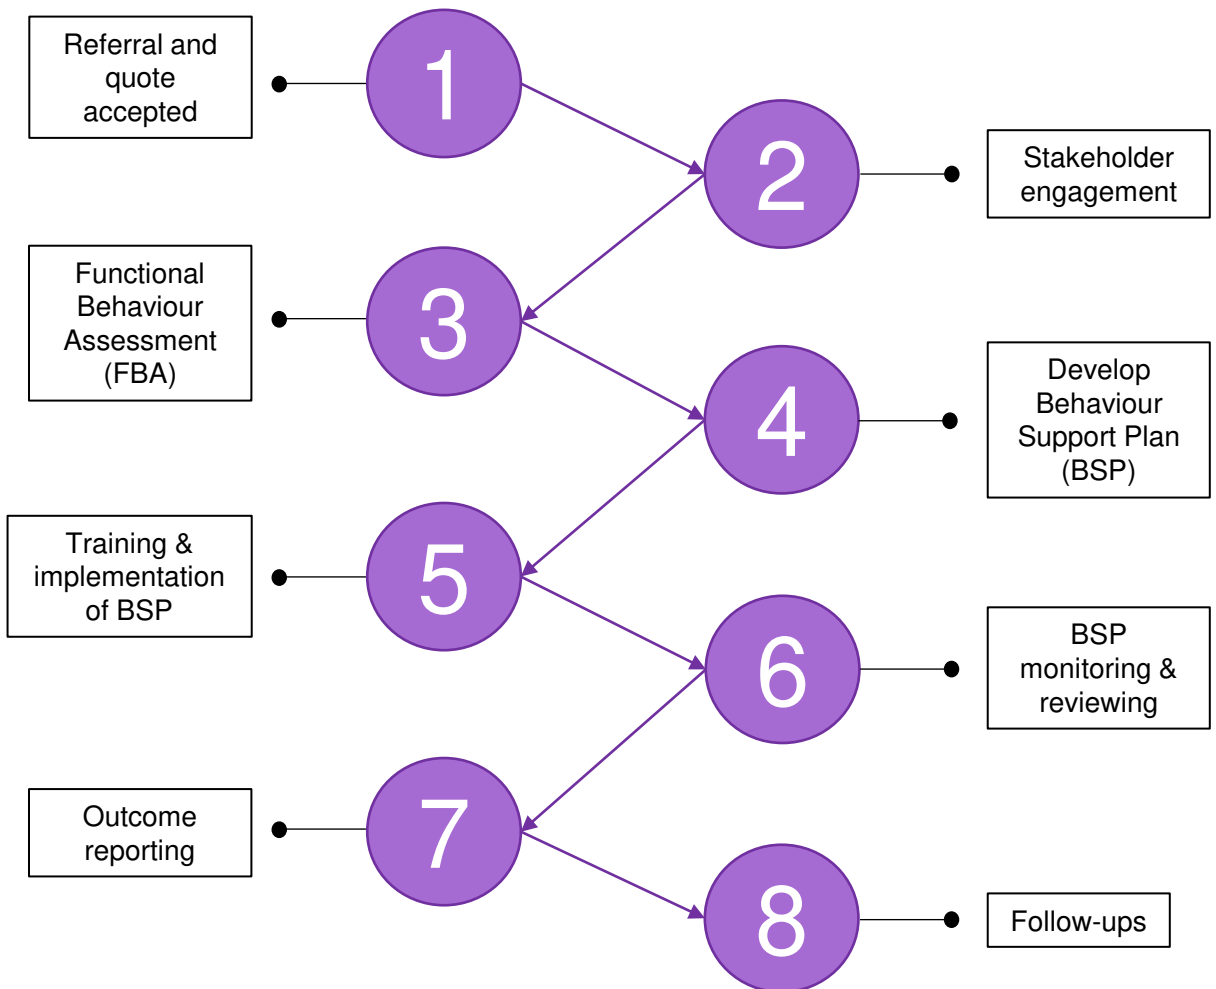 Referral and
quote
accepted
1
2
Stakeholder
engagement
Functional
Behaviour
Assessment
(FBA)
3
4
Develop
Behaviour
Support Plan
(BSP)
Training &
implementation
of BSP
5
6
BSP
monitoring &
reviewing
Outcome
reporting
7
8
Follow-ups